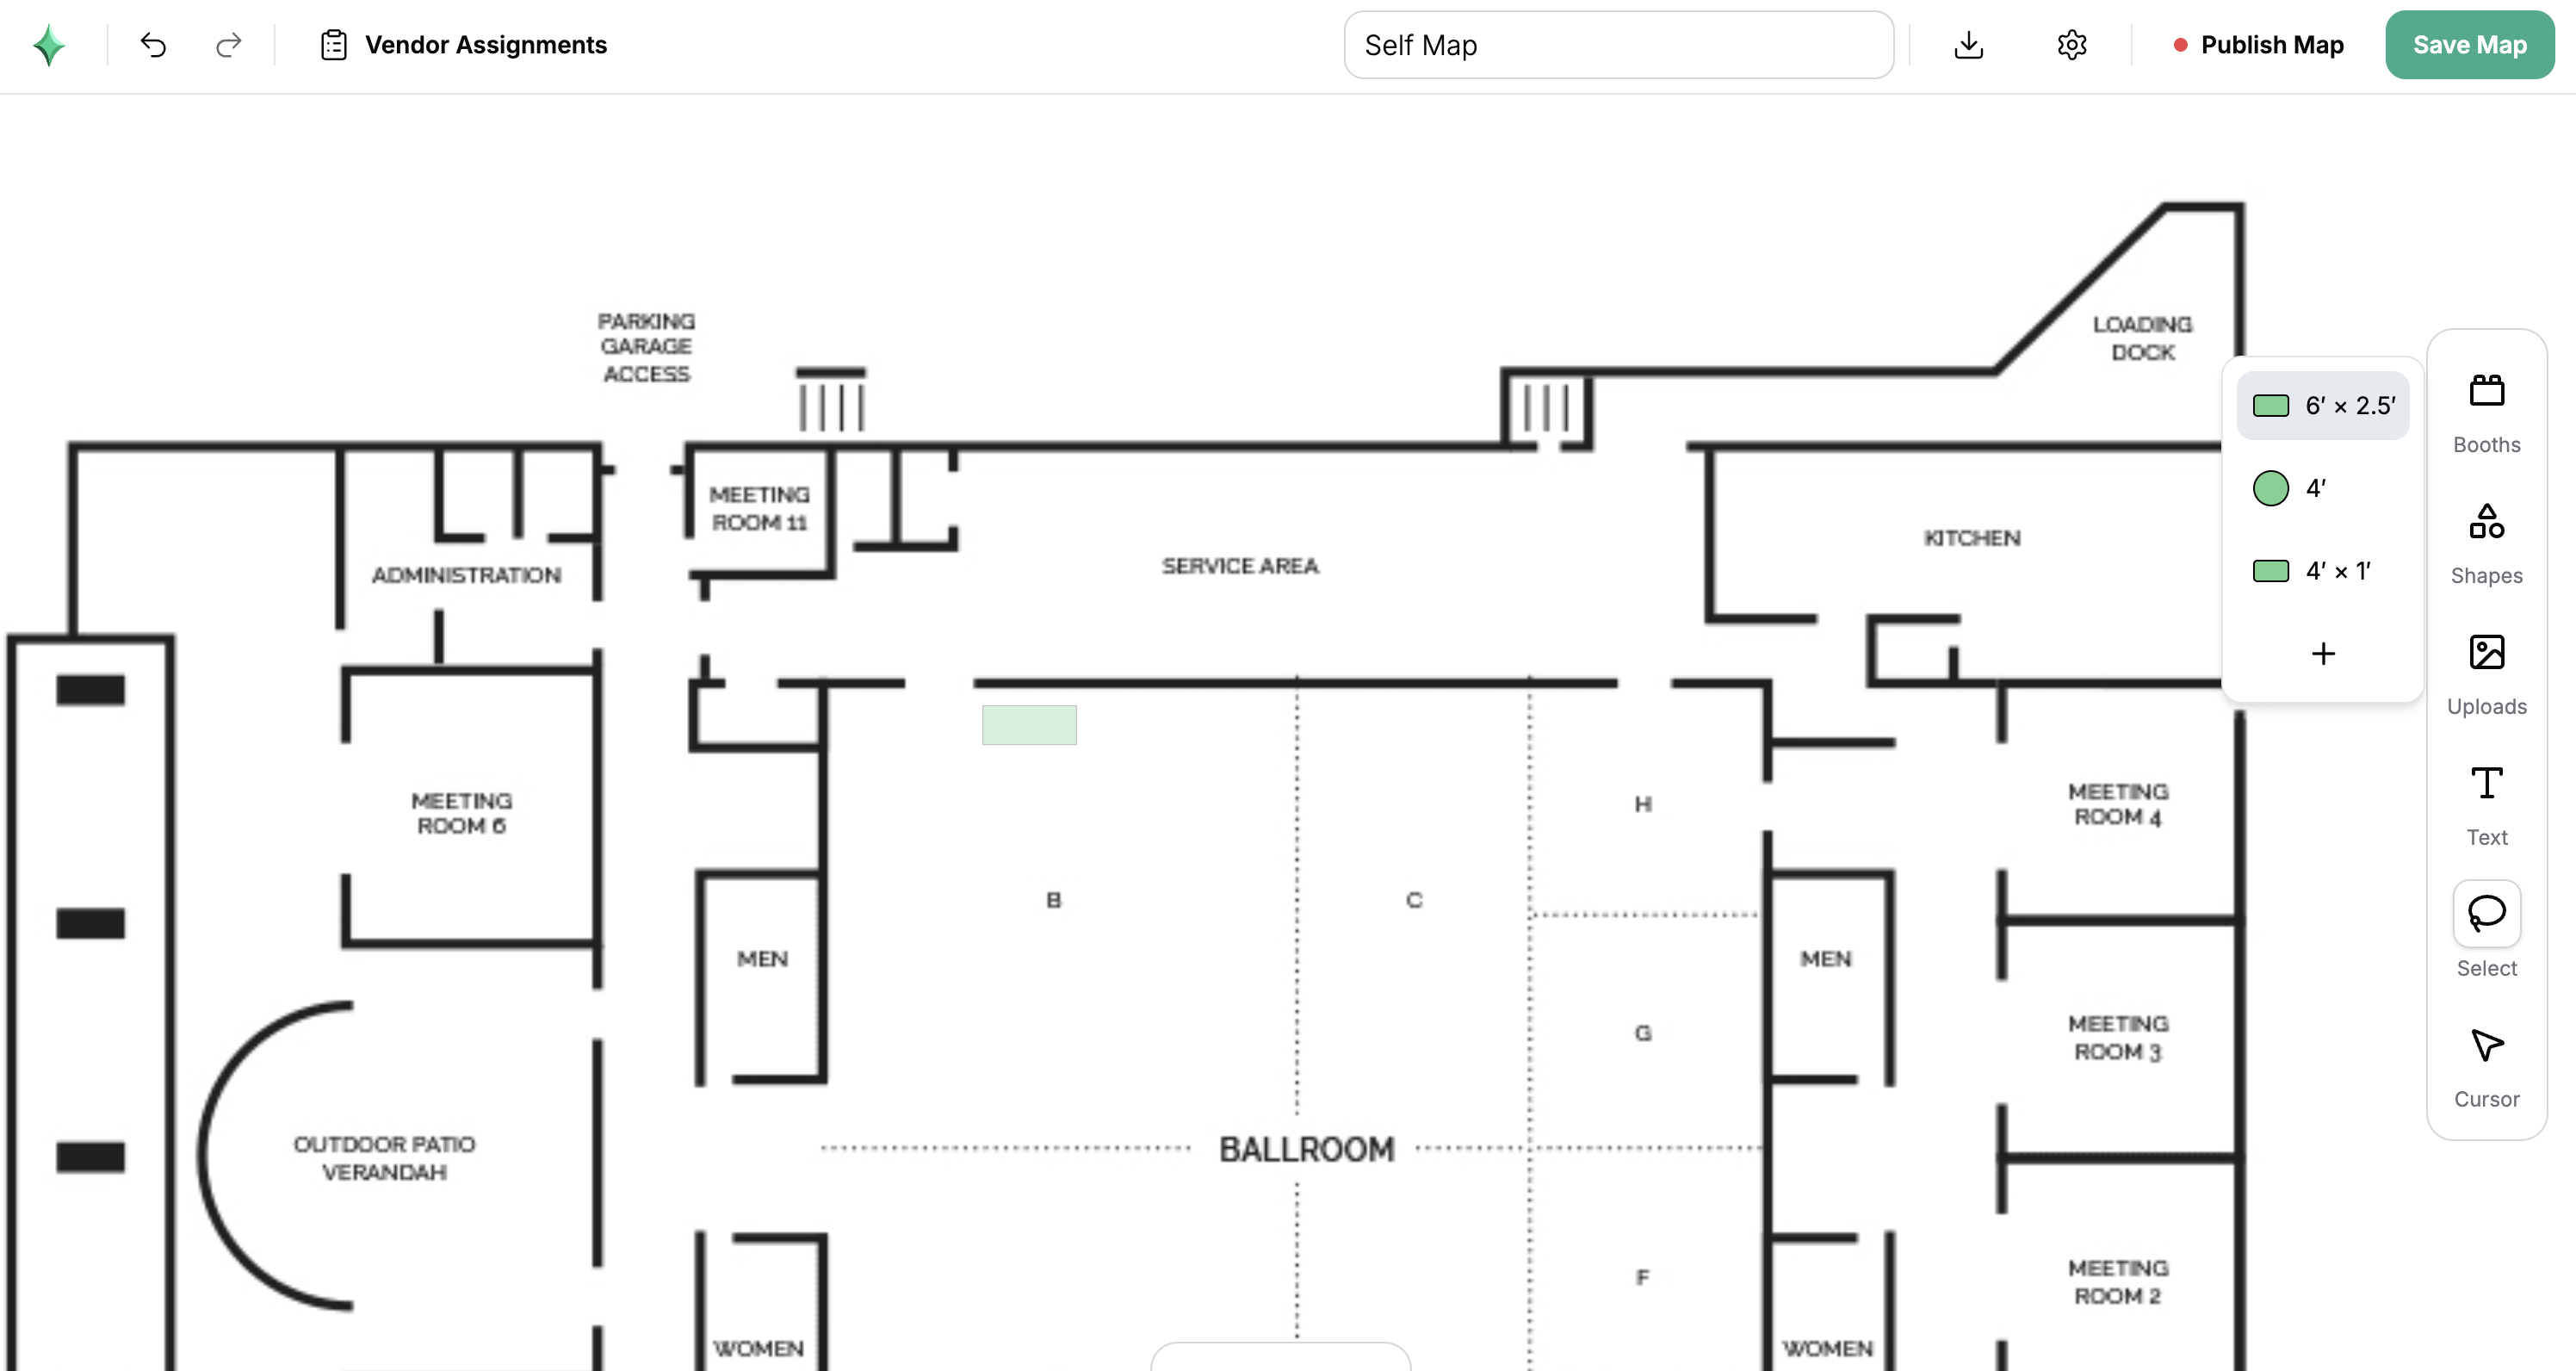 Vendor Assignments
Self Map
Publish Map
Save Map
PARKING
GARAGE
ACCESS
LOADING
DOCK
6′ × 2.5′
4′
4′ × 1′
Booths
Shapes
Uploads
Text
Select
Cursor
MEETING
ROOM 11
ADMINISTRATION
SERVICE AREA
KITCHEN
MEETING
ROOM 6
B
C
H
MEETING
ROOM 4
MEN
G
MEN
MEETING
ROOM 3
OUTDOOR PATIO
VERANDAH
BALLROOM
F
MEETING
ROOM 2
WOMEN
WOMEN